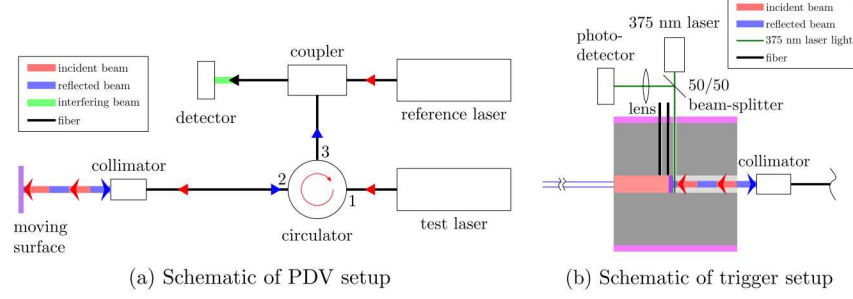 incident beam
reflected beam
interfering beam
fiber
detector
coupler
reference laser
3
2
1
collimator
moving
surface
circulator
test laser
(a) Schematic of PDV setup
375 nm laser
photo-
detector
lens
50/50
beam-splitter
incident beam
reflected beam
375 nm laser light
fiber
collimator
(b) Schematic of trigger setup